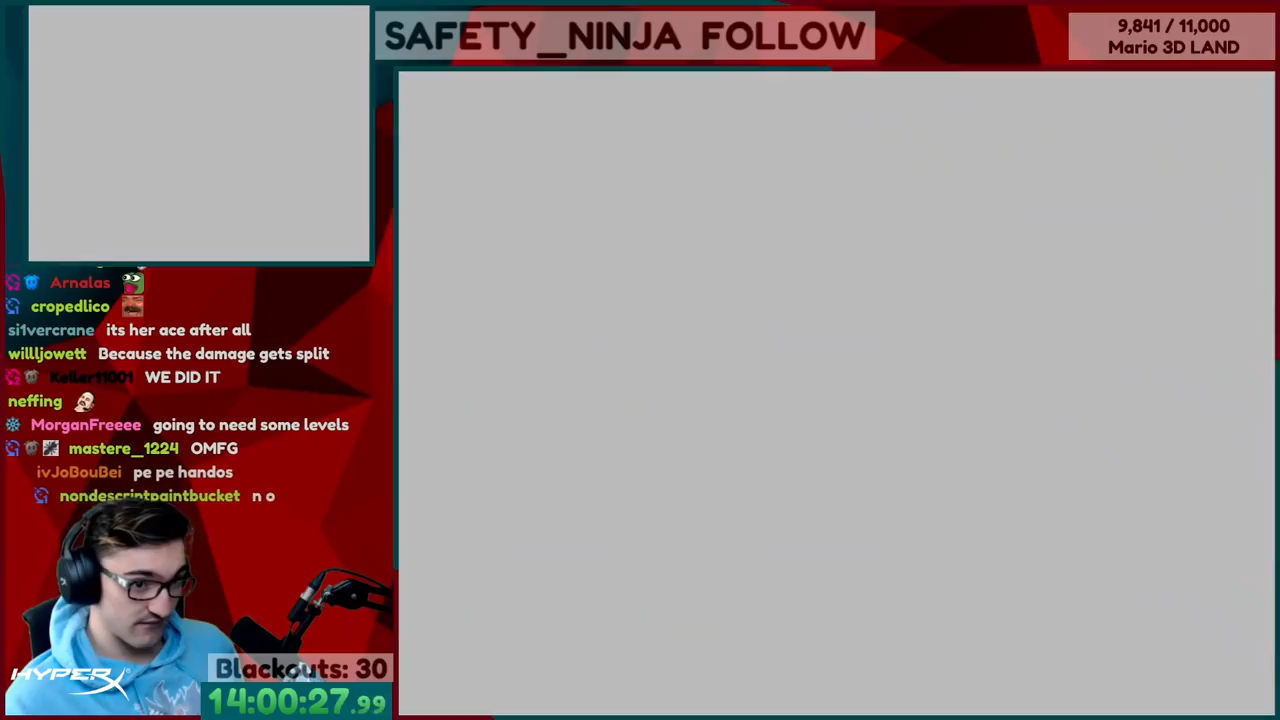 SAFETY_NINJA FOLLOW
9,841 / 11,000
Mario 3D LAND
Arnalas
cropedlico
si1vercrane its her ace after all
willljowett Because the damage gets split
Keller11001 WE DID IT
neffing
MorganFreeee going to need some levels
mastere_1224 OMFG
ivJoBouBei pe pe handos
nondescriptpaintbucket n o
HYPERX
Blackouts: 30
14:00:27.99